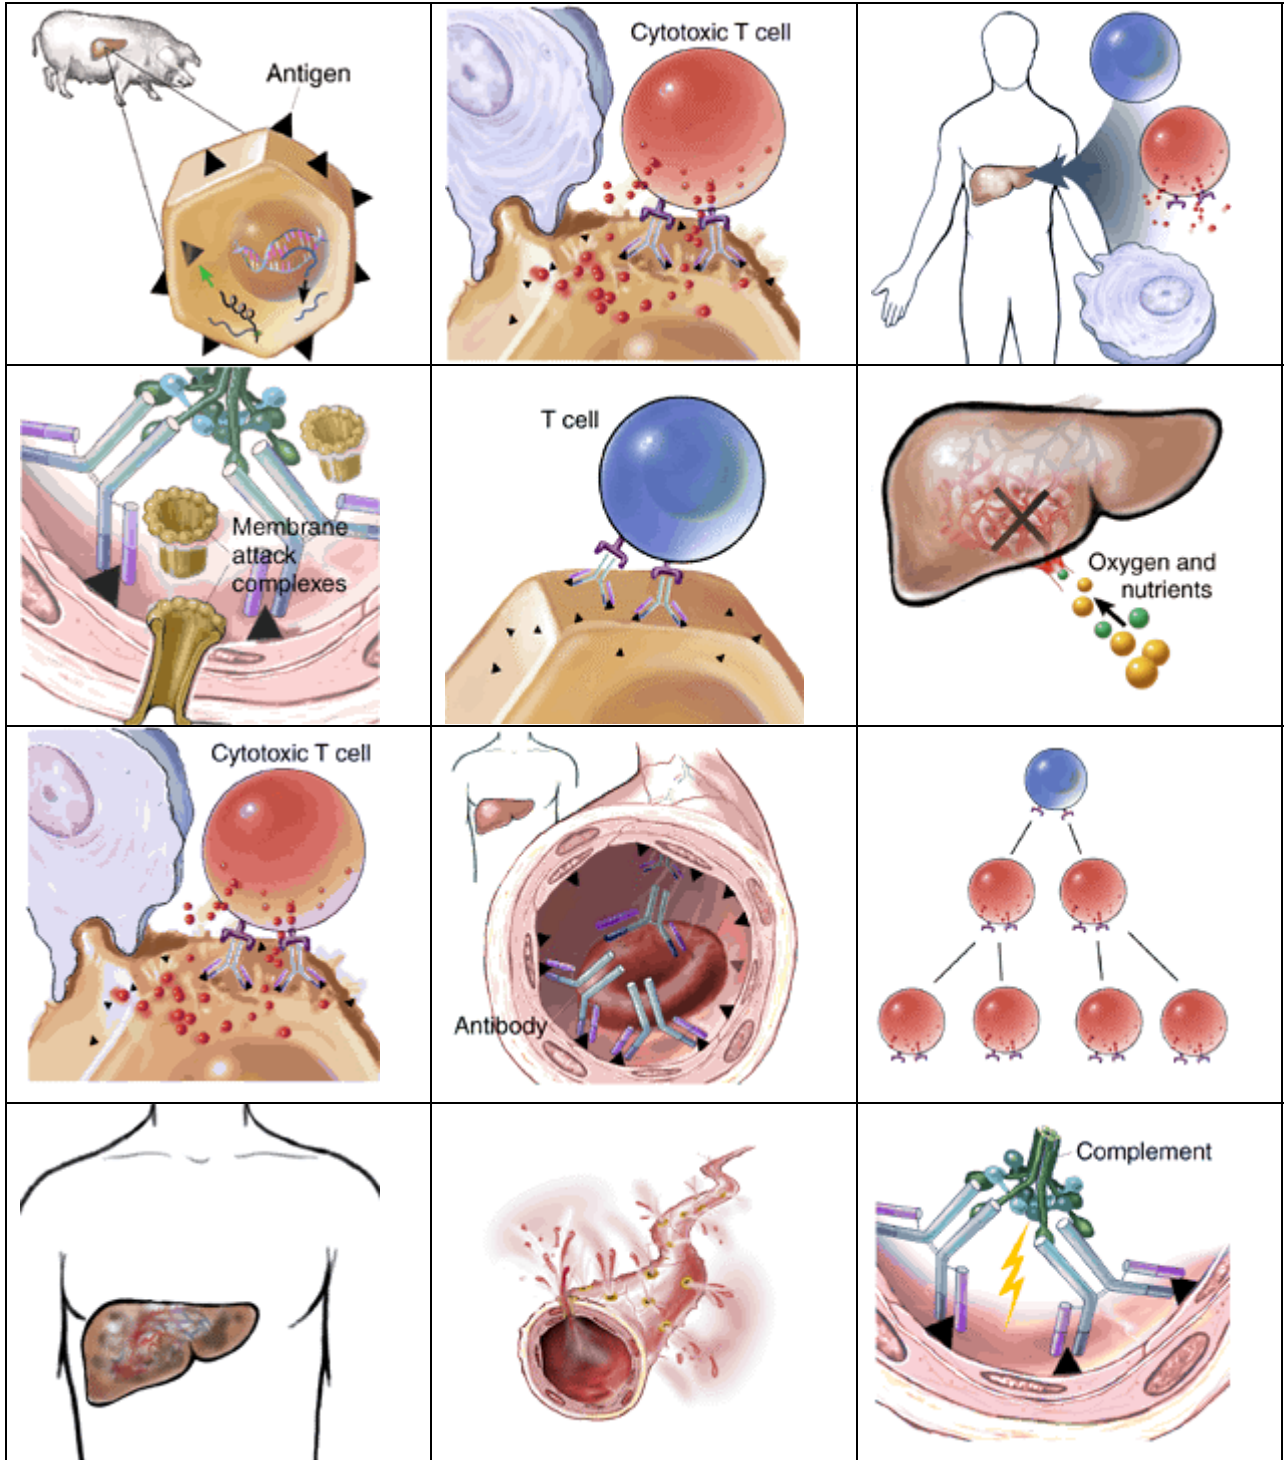 Antigen
Cytotoxic T cell
Membrane
attack
complexes
T cell
Oxygen and
nutrients
Cytotoxic T cell
Antibody
Complement